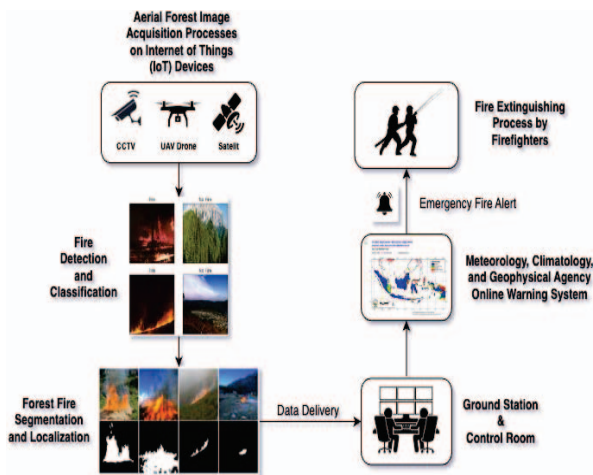 Aerial Forest Image
Acquisition Processes
on Internet of Things
(IoT) Devices
CCTV
UAV Drone
Satelit
Fire
Detection
and
Classification
Forest Fire
Segmentation
and Localization
Data Delivery
Ground Station
&
Control Room
Meteorology, Climatology,
and Geophysical Agency
Online Warning System
Emergency Fire Alert
Fire Extinguishing
Process by
Firefighters